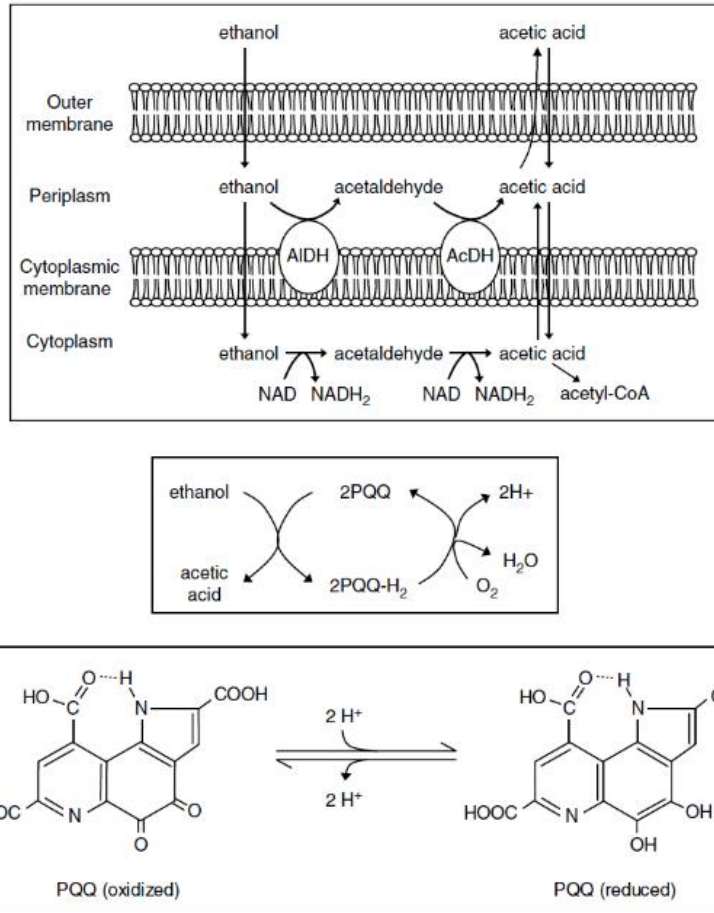 ethanol acetic acid
Outer
membrane
Periplasm
ethanol acetaldehyde acetic acid
AlDH AcDH
Cytoplasmic
membrane
Cytoplasm
ethanol acetaldehyde acetic acid
NAD NADH₂ NAD NADH₂ acetyl-CoA
ethanol 2PQQ 2H+
H₂O
acetic
acid
2PQQ-H₂ O₂
O H
HO C N COOH
2 H⁺
2 H⁺
OC N O
O
PQQ (oxidized)
O H
HO C N
HOOC N OH
OH
PQQ (reduced)